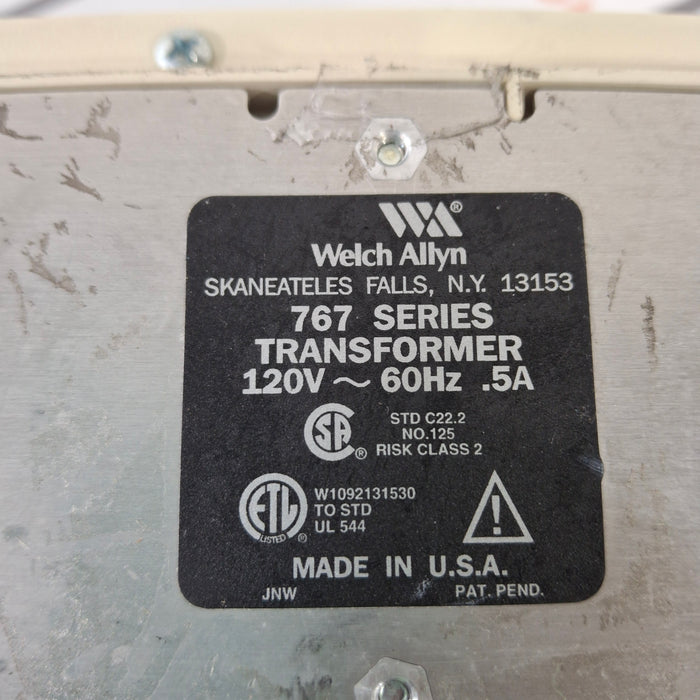 WA®
Welch Allyn
SKANEATELES FALLS, N.Y. 13153
767 SERIES
TRANSFORMER
120V ~ 60Hz .5A
SA ®
STD C22.2
NO.125
RISK CLASS 2
ETL
LISTED ®
W1092131530
TO STD
UL 544
!
MADE IN U.S.A.
JNW PAT. PEND.